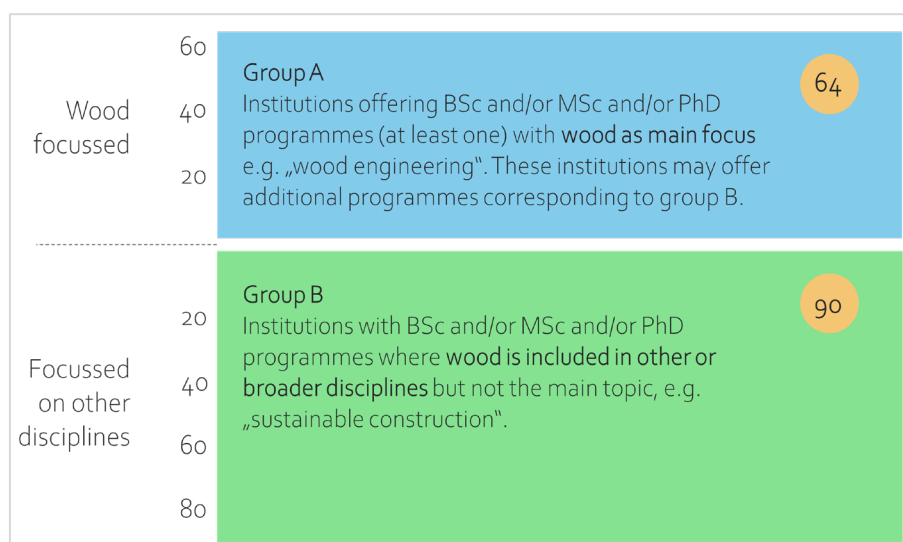 60
Group A
64
Institutions offering BSc and/or MSc and/or PhD
Wood
focussed
40
programmes (at least one) with wood as main focus
e.g. „wood engineering“. These institutions may offer
20
additional programmes corresponding to group B.
Group B
90
20
Institutions with BSc and/or MSc and/or PhD
programmes where wood is included in other or
Focussed
on other
disciplines
40
broader disciplines but not the main topic, e.g.
„sustainable construction“.
60
80